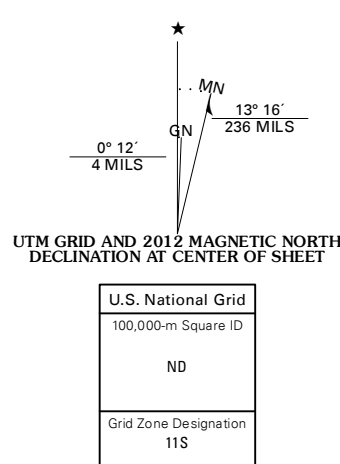 ★
MN
GN
13° 16´
236 MILS
0° 12´
4 MILS
UTM GRID AND 2012 MAGNETIC NORTH
DECLINATION AT CENTER OF SHEET
U.S. National Grid
100,000-m Square ID
ND
Grid Zone Designation
11S